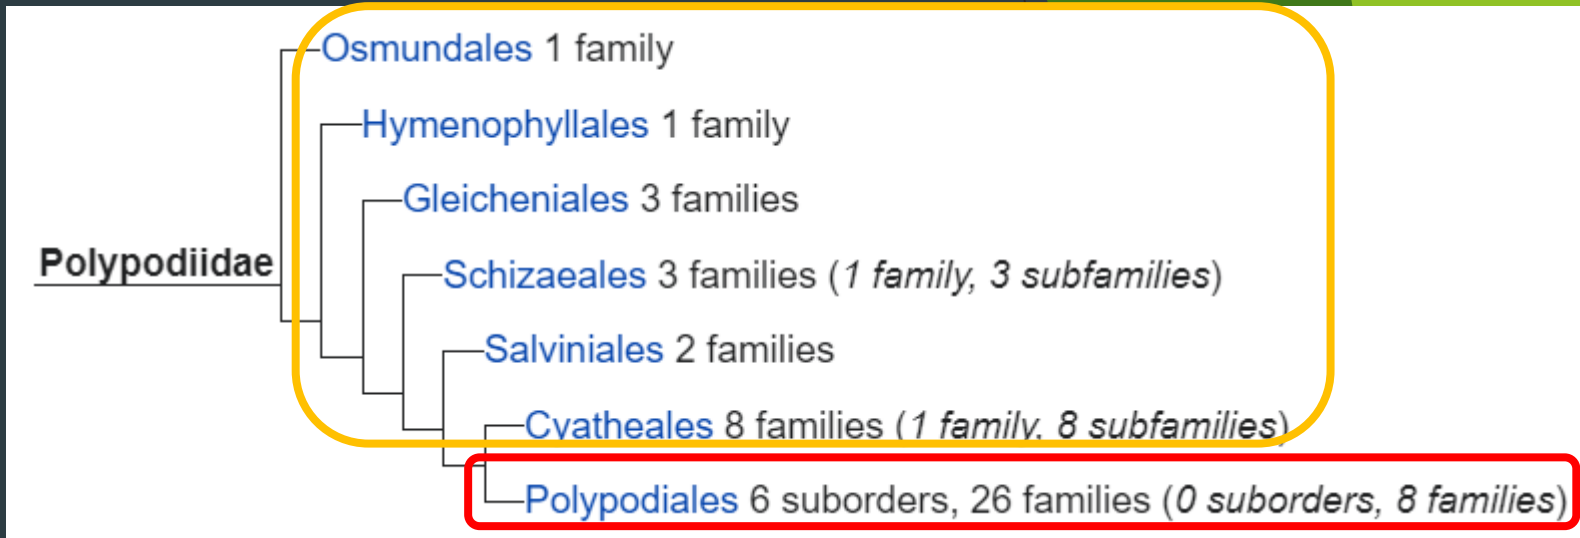 Osmundales 1 family
Hymenophyllales 1 family
Gleicheniales 3 families
Polypodiidae
Schizaeales 3 families (1 family, 3 subfamilies)
Salviniales 2 families
Cyatheales 8 families (1 family, 8 subfamilies)
Polypodiales 6 suborders, 26 families (0 suborders, 8 families)